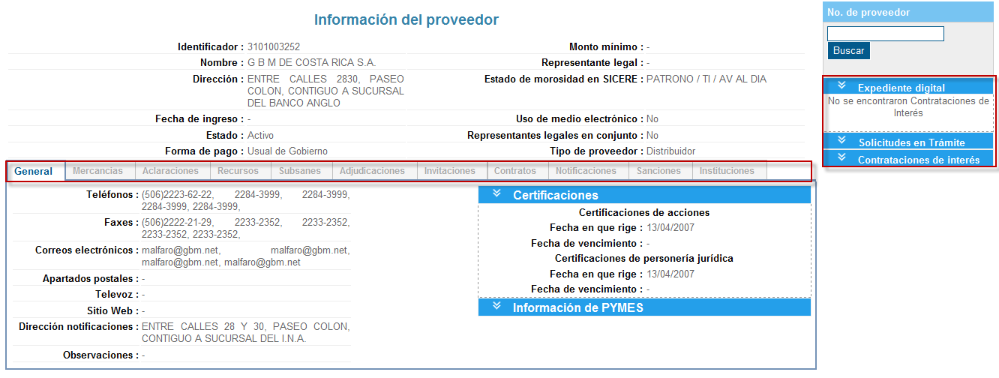 Información del proveedor
Identificador : 3101003252
Nombre : G B M DE COSTA RICA S.A.
Dirección : ENTRE CALLES 2830, PASEO
COLON, CONTIGUO A SUCURSAL
DEL BANCO ANGLO
Fecha de ingreso : -
Estado : Activo
Forma de pago : Usual de Gobierno
Monto mínimo : -
Representante legal : -
Estado de morosidad en SICERE : PATRONO / TI / AV AL DIA
Uso de medio electrónico : No
Representantes legales en conjunto : No
Tipo de proveedor : Distribuidor
No. de proveedor
Buscar
Expediente digital
No se encontraron Contrataciones de
Interés
Solicitudes en Trámite
Contrataciones de interés
General Mercancias Aclaraciones Recursos Subsanes Adjudicaciones Invitaciones Contratos Notificaciones Sanciones Instituciones
Teléfonos : (506)2223-62-22, 2284-3999, 2284-3999,
2284-3999, 2284-3999,
Faxes : (506)2222-21-29, 2233-2352, 2233-2352,
2233-2352, 2233-2352,
Correos electrónicos : malfaro@gbm.net, malfaro@gbm.net,
malfaro@gbm.net, malfaro@gbm.net
Apartados postales : -
Televoz : -
Sitio Web : -
Dirección notificaciones : ENTRE CALLES 28 Y 30, PASEO COLON,
CONTIGUO A SUCURSAL DEL I.N.A.
Observaciones : -
Certificaciones
Certificaciones de acciones
Fecha en que rige : 13/04/2007
Fecha de vencimiento : -
Certificaciones de personería jurídica
Fecha en que rige : 13/04/2007
Fecha de vencimiento : -
Información de PYMES